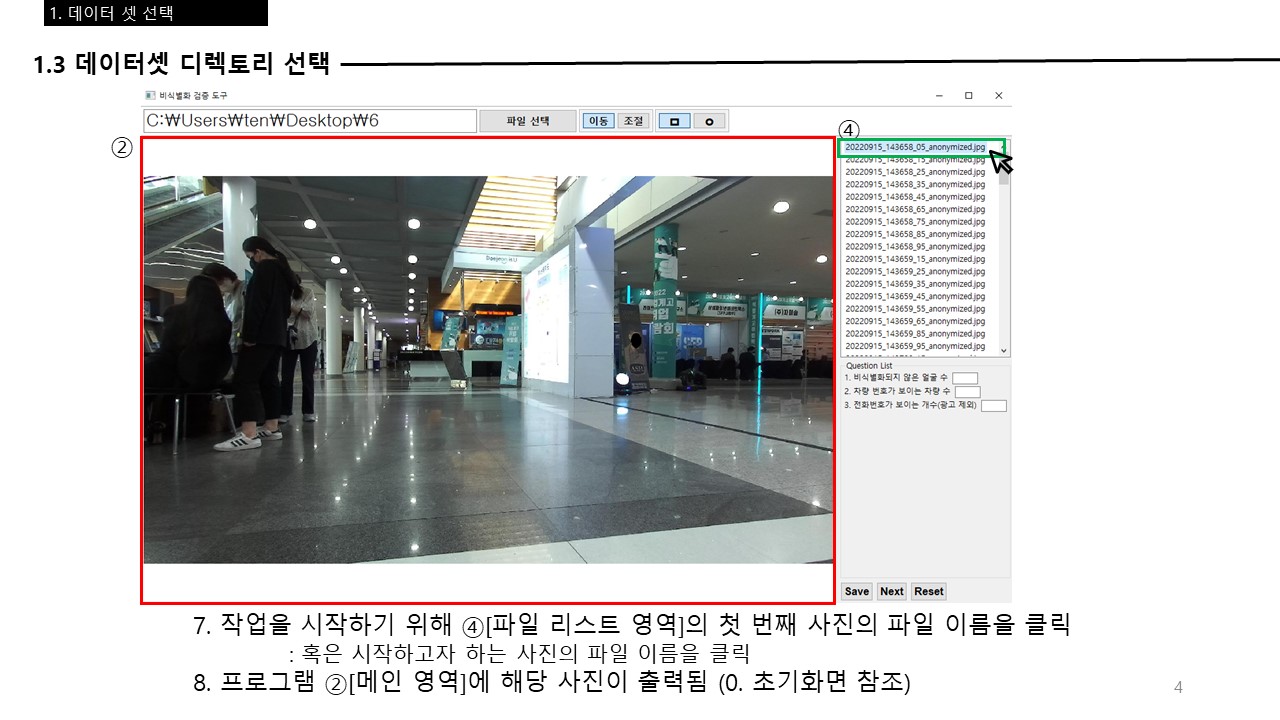 1. 데이터 셋 선택
1.3 데이터셋 디렉토리 선택
비식별화 검증 도구
C:₩Users₩ten₩Desktop₩6
파일 선택
이동
조절
②
④
20220915_143658_05_anonymized.jpg
20220915_143658_15_anonymized.jpg
20220915_143658_25_anonymized.jpg
20220915_143658_35_anonymized.jpg
20220915_143658_45_anonymized.jpg
20220915_143658_65_anonymized.jpg
20220915_143658_75_anonymized.jpg
20220915_143658_85_anonymized.jpg
20220915_143658_95_anonymized.jpg
20220915_143659_15_anonymized.jpg
20220915_143659_25_anonymized.jpg
20220915_143659_35_anonymized.jpg
20220915_143659_45_anonymized.jpg
20220915_143659_55_anonymized.jpg
20220915_143659_65_anonymized.jpg
20220915_143659_85_anonymized.jpg
20220915_143659_95_anonymized.jpg
Question List
1. 비식별화되지 않은 얼굴 수
2. 차량 번호가 보이는 차량 수
3. 전화번호가 보이는 개수(광고 제외)
Save
Next
Reset
7. 작업을 시작하기 위해 ④[파일 리스트 영역]의 첫 번째 사진의 파일 이름을 클릭
: 혹은 시작하고자 하는 사진의 파일 이름을 클릭
8. 프로그램 ②[메인 영역]에 해당 사진이 출력됨 (0. 초기화면 참조)
4